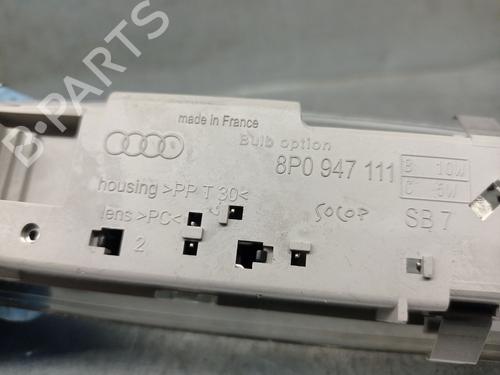 B-PARTS
made in France
Bulb option
8P0 947 111
B 10W
C 5W
housing >PP T 30<
lens >PC<
SB 7
2